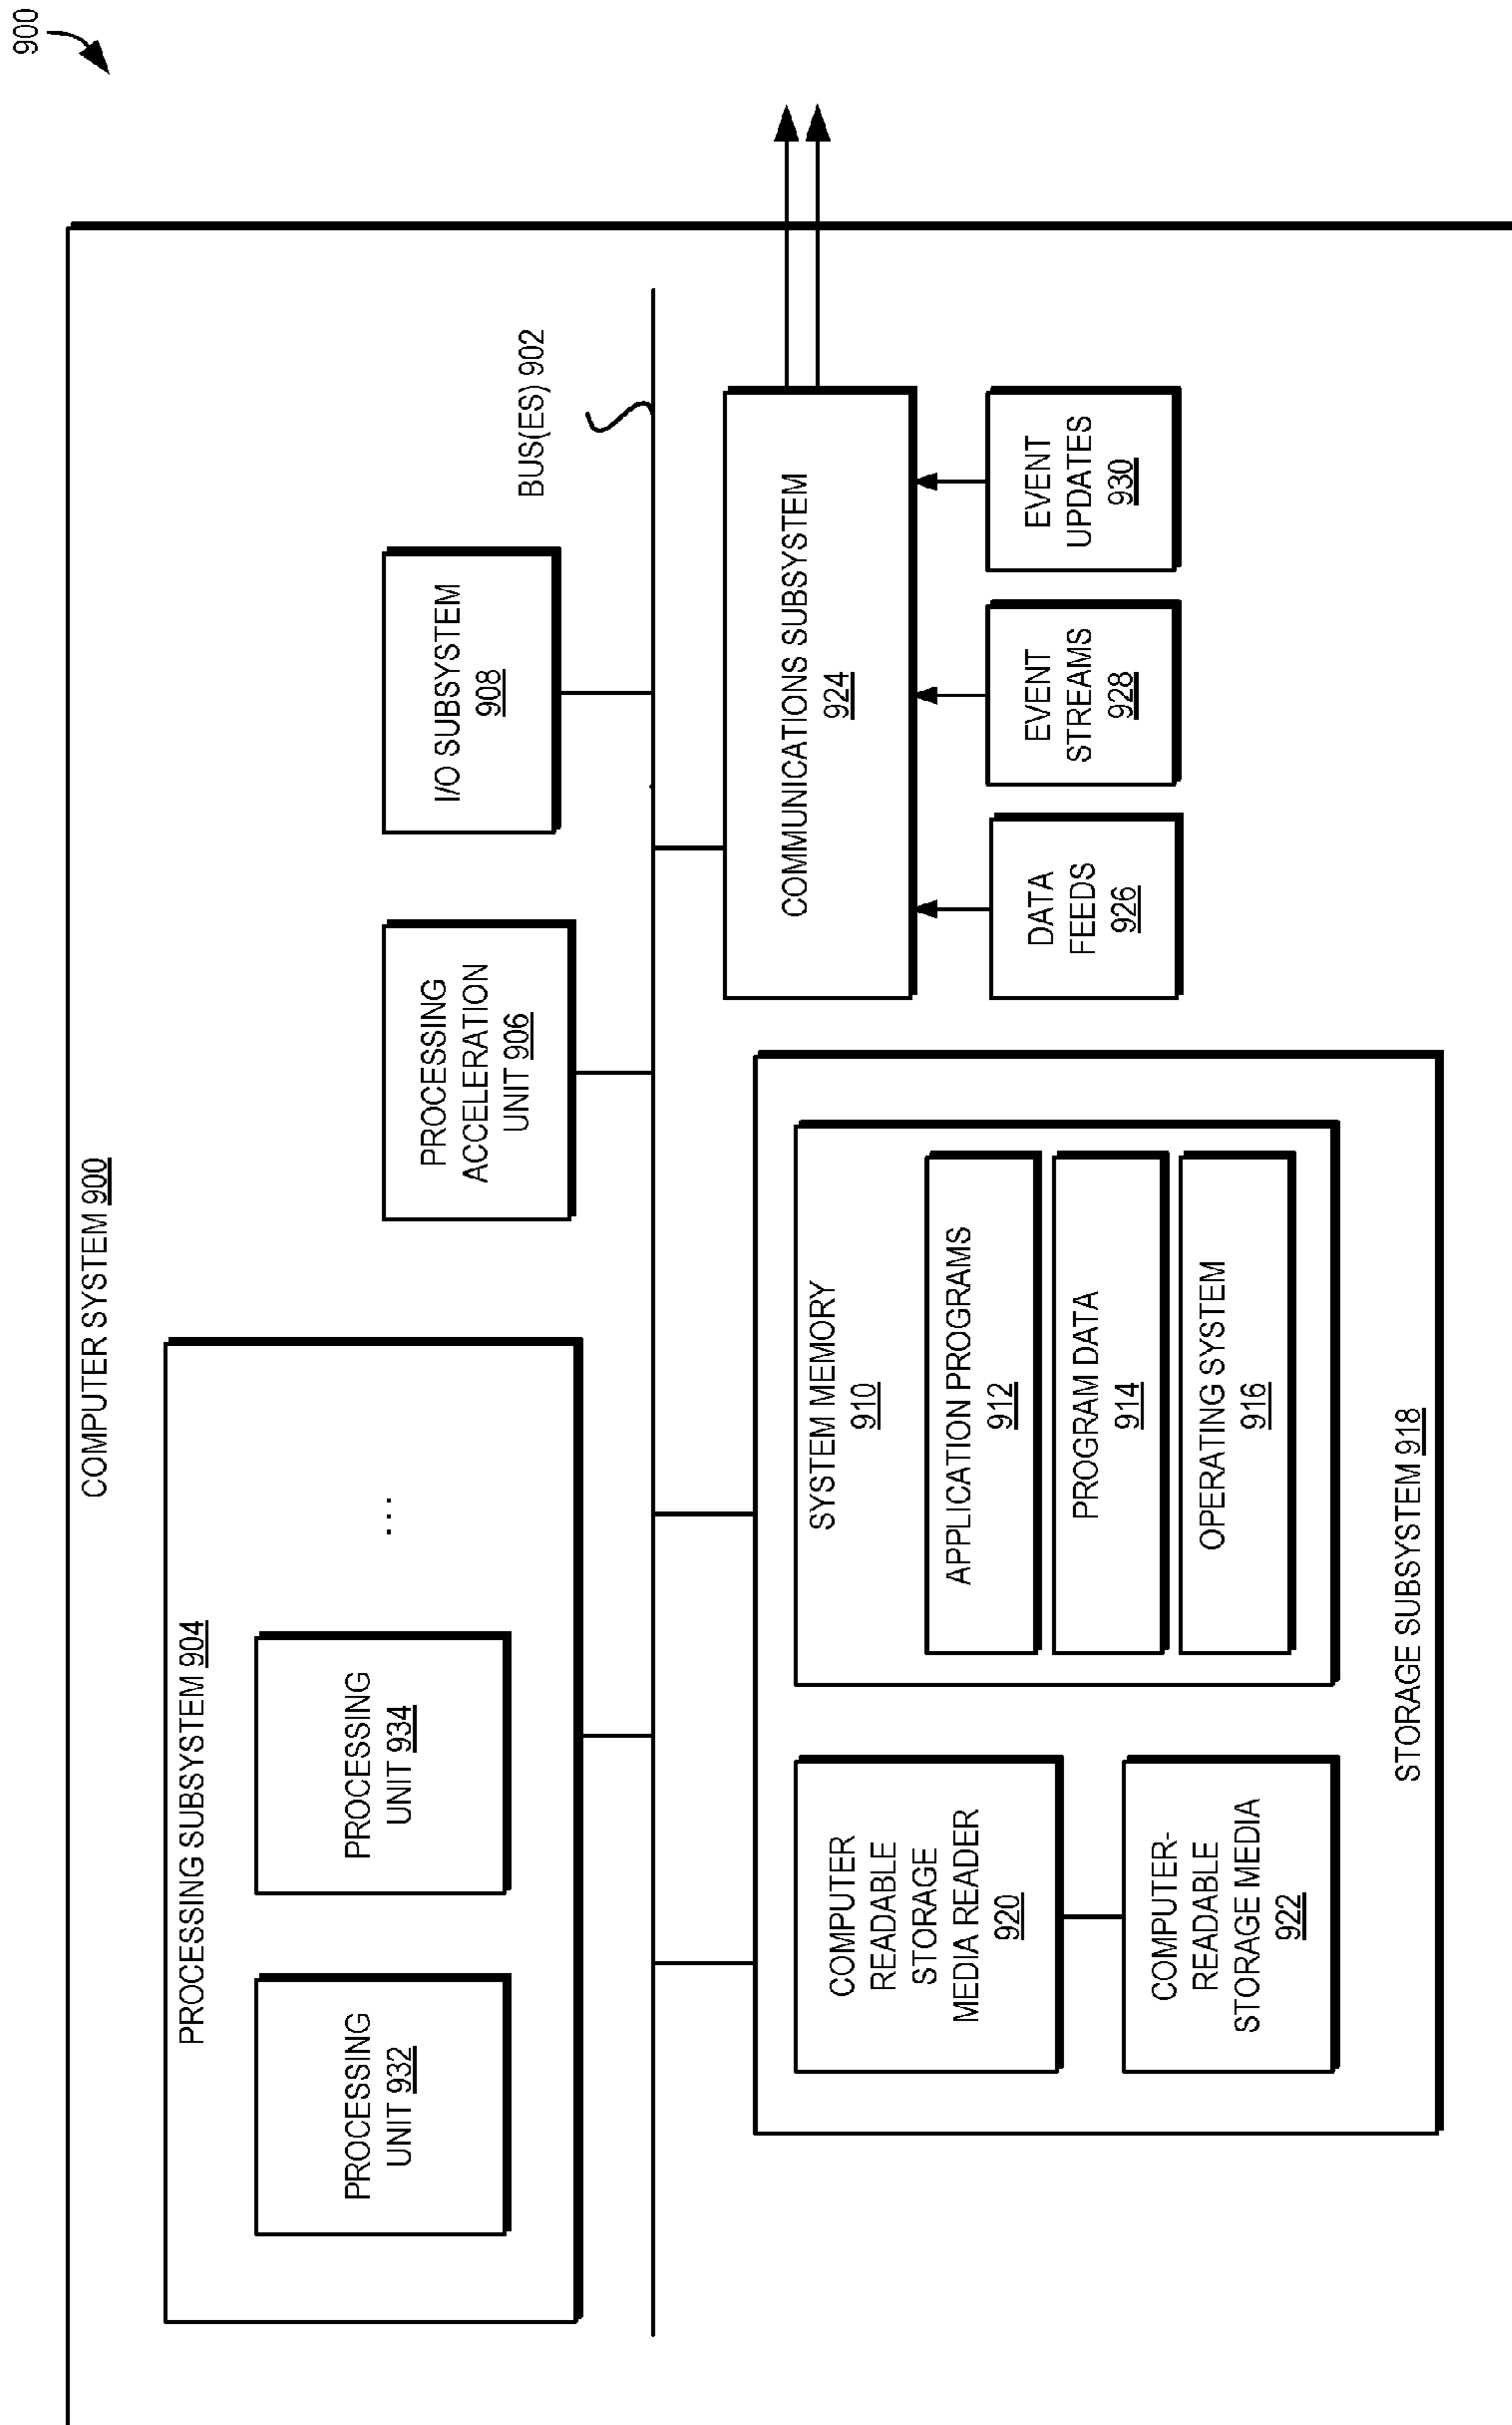 900
COMPUTER SYSTEM 900
PROCESSING SUBSYSTEM 904
PROCESSING
UNIT 932
PROCESSING
UNIT 934
...
PROCESSING
ACCELERATION
UNIT 906
I/O SUBSYSTEM
908
BUS(ES) 902
COMPUTER
READABLE
STORAGE
MEDIA READER
920
COMPUTER-
READABLE
STORAGE MEDIA
922
SYSTEM MEMORY
910
APPLICATION PROGRAMS
912
PROGRAM DATA
914
OPERATING SYSTEM
916
STORAGE SUBSYSTEM 918
COMMUNICATIONS SUBSYSTEM
924
DATA
FEEDS
926
EVENT
STREAMS
928
EVENT
UPDATES
930